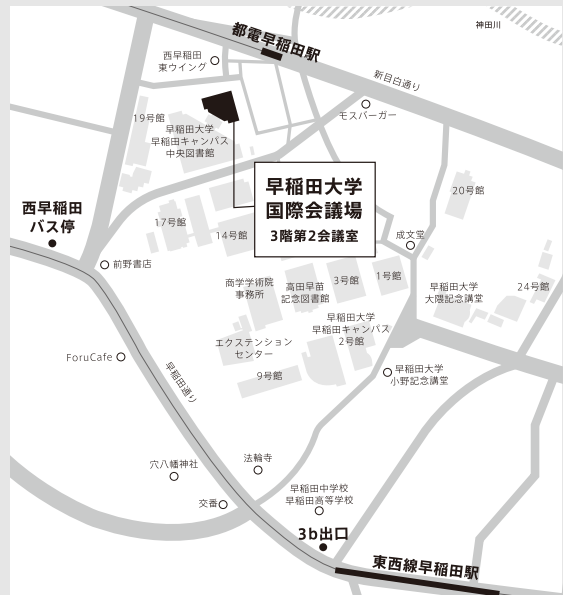 神田川
都電早稲田駅
西早稲田
東ウイング
新目白通り
モスバーガー
19号館
早稲田大学
早稲田キャンパス
中央図書館
早稲田大学
国際会議場
3階第2会議室
20号館
西早稲田
バス停
17号館
14号館
成文堂
前野書店
商学学術院
事務所
高田早苗
記念図書館
3号館
1号館
早稲田大学
大隈記念講堂
24号館
早稲田大学
早稲田キャンパス
2号館
エクステンション
センター
ForuCafe
早稲田通り
9号館
早稲田大学
小野記念講堂
穴八幡神社
法輪寺
交番
早稲田中学校
早稲田高等学校
3b出口
東西線早稲田駅